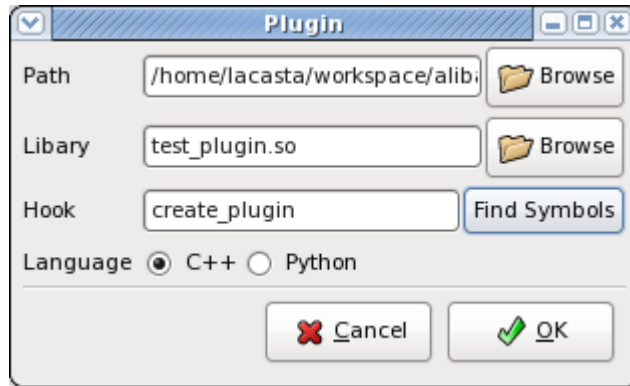 Plugin
Path /home/lacasta/workspace/aliba Browse
Libary test_plugin.so Browse
Hook create_plugin Find Symbols
Language C++ Python
Cancel OK